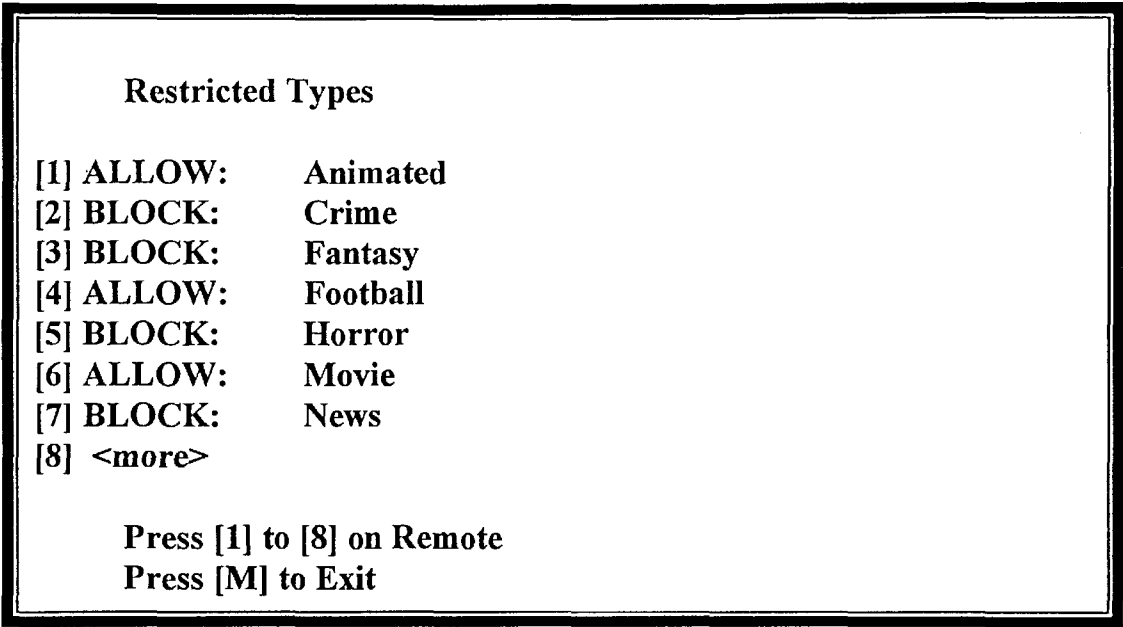 Restricted Types
[1] ALLOW: Animated
[2] BLOCK: Crime
[3] BLOCK: Fantasy
[4] ALLOW: Football
[5] BLOCK: Horror
[6] ALLOW: Movie
[7] BLOCK: News
[8] <more>
Press [1] to [8] on Remote
Press [M] to Exit